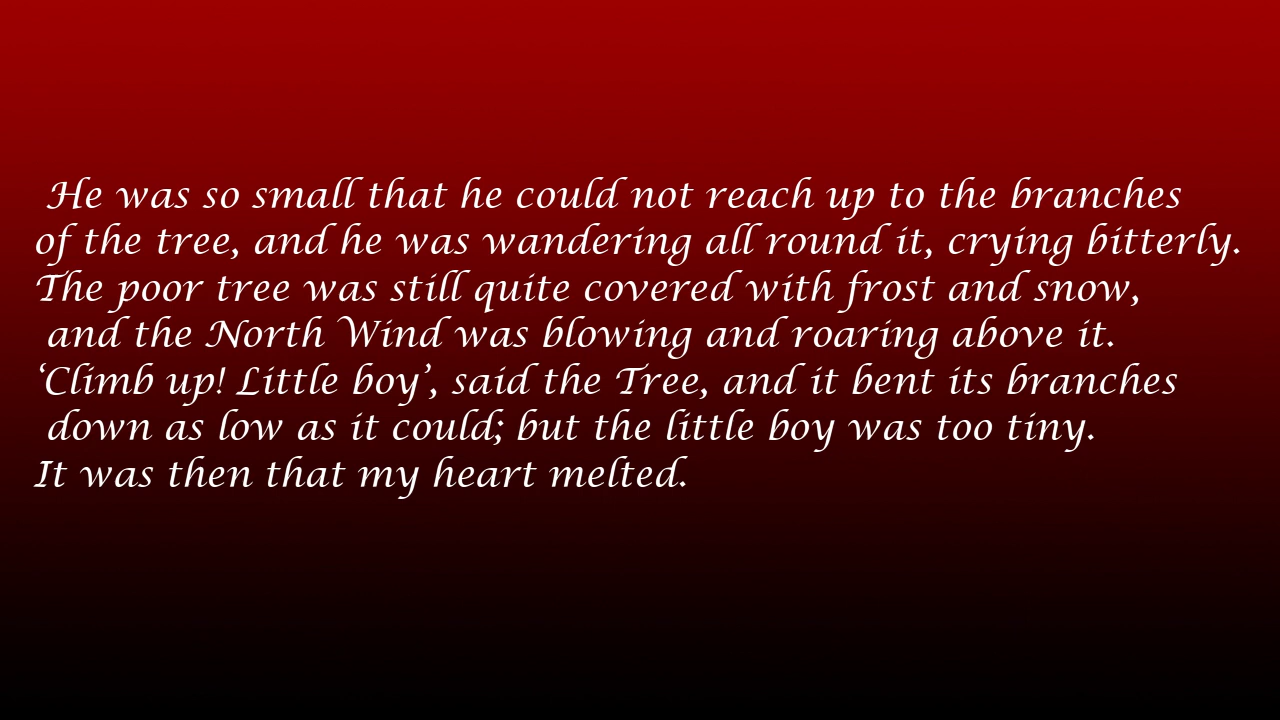 He was so small that he could not reach up to the branches
of the tree, and he was wandering all round it, crying bitterly.
The poor tree was still quite covered with frost and snow,
and the North Wind was blowing and roaring above it.
‘Climb up! Little boy’, said the Tree, and it bent its branches
down as low as it could; but the little boy was too tiny.
It was then that my heart melted.